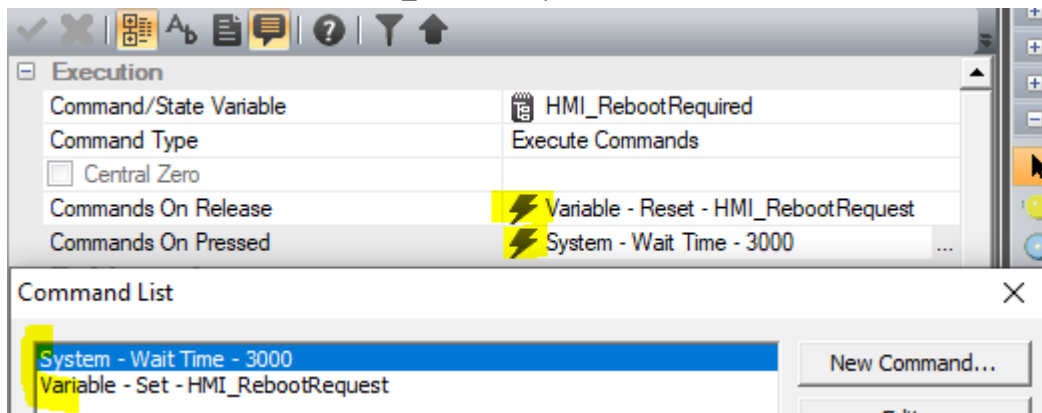 Execution
Command/State Variable HMI_RebootRequired
Command Type Execute Commands
Central Zero
Commands On Release Variable - Reset - HMI_RebootRequest
Commands On Pressed System - Wait Time - 3000 ...
Command List
System - Wait Time - 3000
New Command...
Variable - Set - HMI_RebootRequest